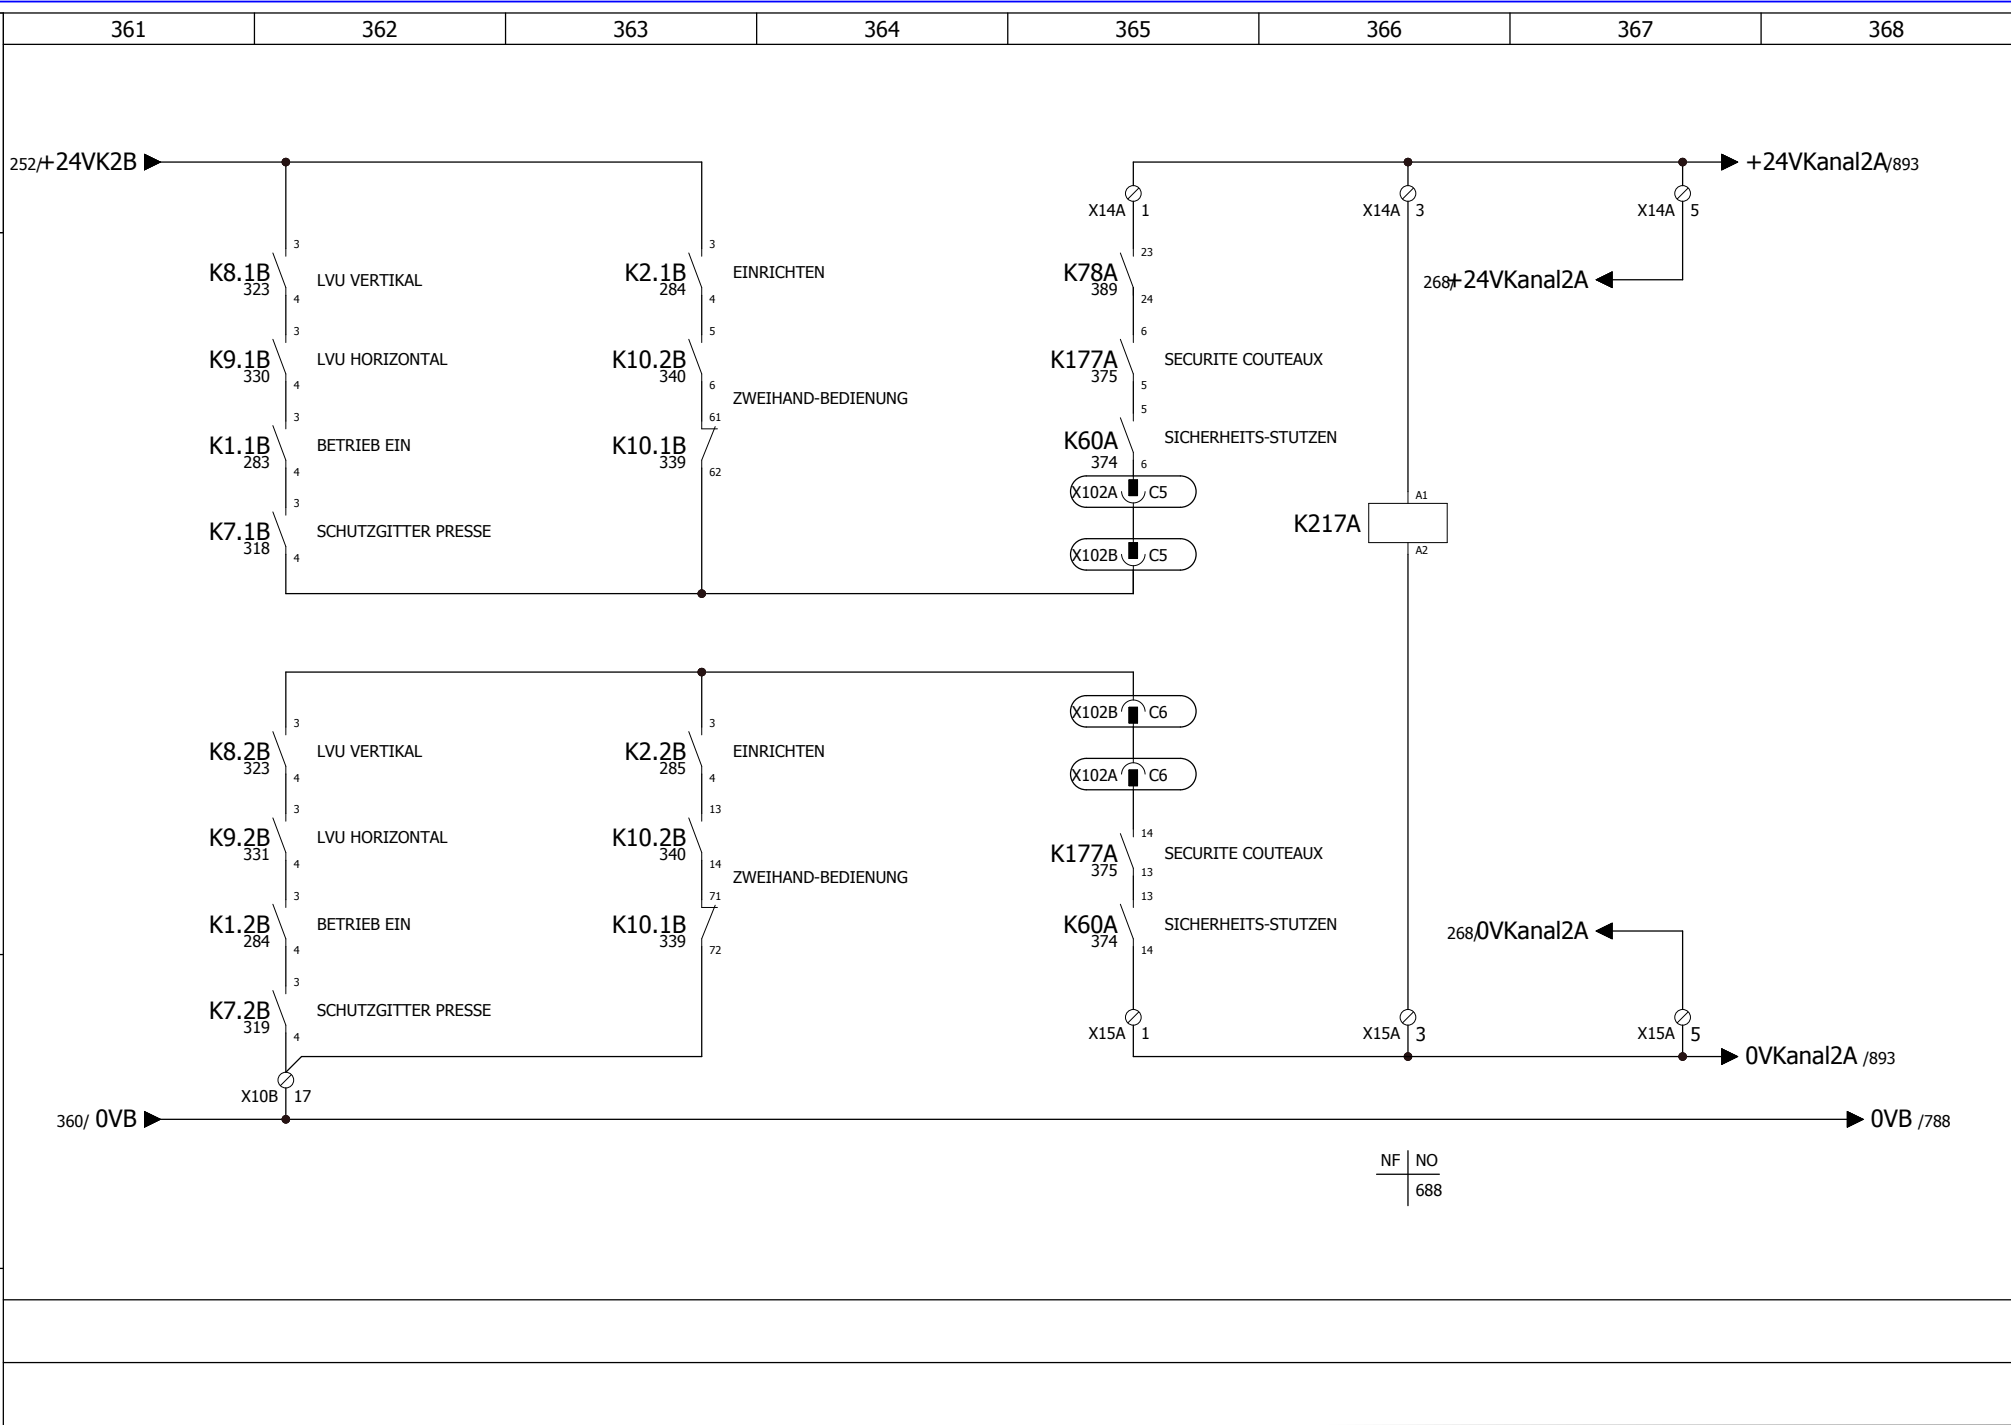 361 362 363 364 365 366 367 368
252/+24VK2B
+24VKanal2A/893
X14A 1
X14A 3
X14A 5
3
K8.1B
323
4
LVU VERTIKAL
3
K9.1B
330
4
LVU HORIZONTAL
3
K1.1B
283
4
BETRIEB EIN
3
K7.1B
318
4
SCHUTZGITTER PRESSE
3
K2.1B
284
4
EINRICHTEN
5
K10.2B
340
6
ZWEIHAND-BEDIENUNG
61
K10.1B
339
62
23
K78A
389
24
6
K177A
375
5
SECURITE COUTEAUX
5
K60A
374
6
SICHERHEITS-STUTZEN
X102A C5
X102B C5
268/+24VKanal2A
A1
K217A
A2
3
K8.2B
323
4
LVU VERTIKAL
3
K9.2B
331
4
LVU HORIZONTAL
3
K1.2B
284
4
BETRIEB EIN
3
K7.2B
319
4
SCHUTZGITTER PRESSE
X10B 17
3
K2.2B
285
4
EINRICHTEN
13
K10.2B
340
14
ZWEIHAND-BEDIENUNG
71
K10.1B
339
72
X102B C6
X102A C6
14
K177A
375
13
SECURITE COUTEAUX
13
K60A
374
14
SICHERHEITS-STUTZEN
268/0VKanal2A
X15A 1
X15A 3
X15A 5
0VKanal2A /893
360/ 0VB
0VB /788
NF NO
688